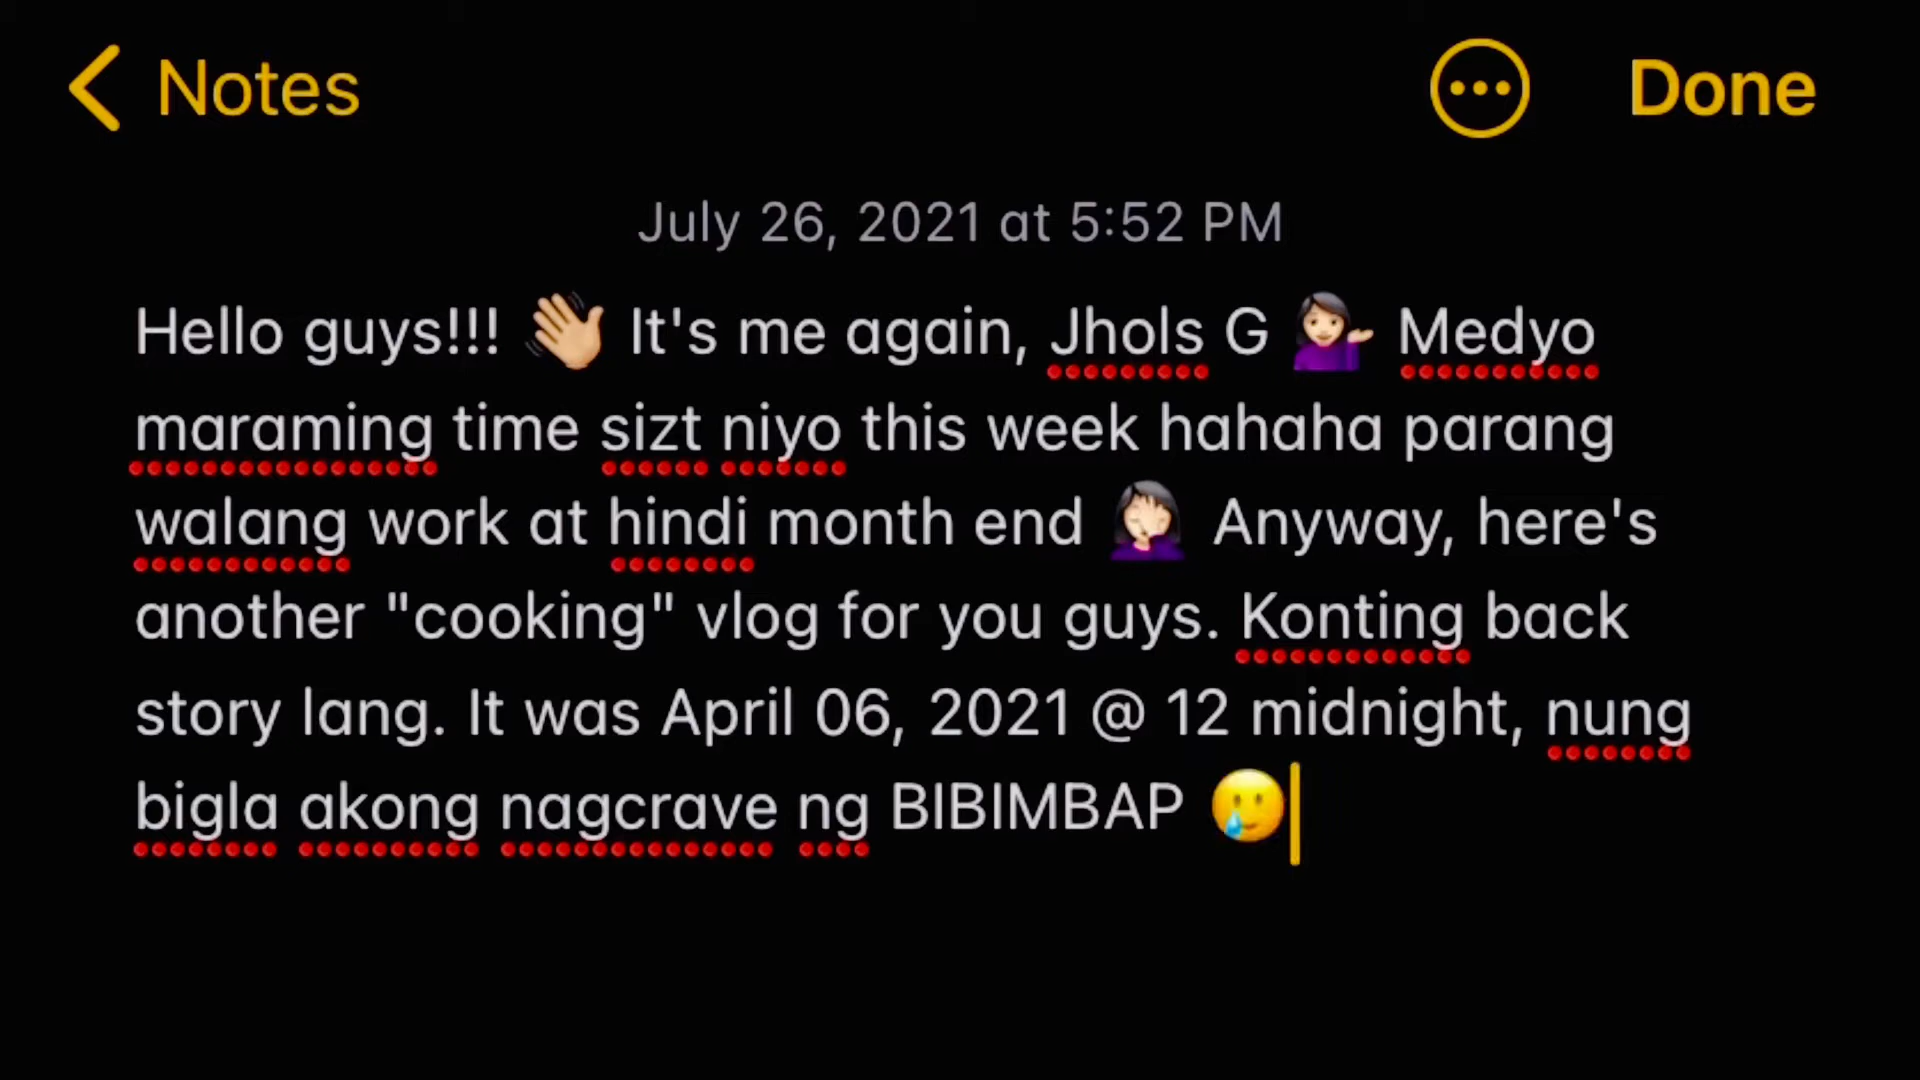 Notes
Done
July 26, 2021 at 5:52 PM
Hello guys!!! 👋🏼 It's me again, Jhols G 💁🏻‍♀️ Medyo
maraming time sizt niyo this week hahaha parang
walang work at hindi month end 🤦🏻‍♀️ Anyway, here's
another "cooking" vlog for you guys. Konting back
story lang. It was April 06, 2021 @ 12 midnight, nung
bigla akong nagcrave ng BIBIMBAP 🥲